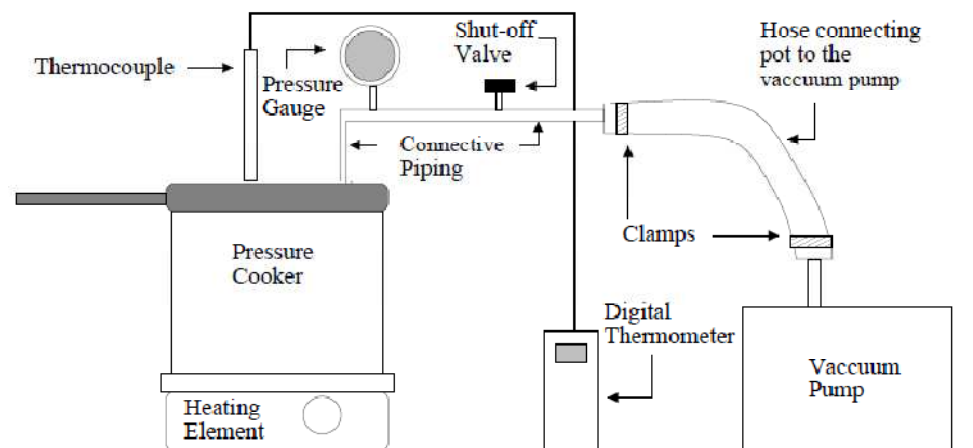 Thermocouple
Pressure
Gauge
Shut-off
Valve
Hose connecting
pot to the
vaccuum pump
Connective
Piping
Clamps
Pressure
Cooker
Digital
Thermometer
Vaccuum
Pump
Heating
Element